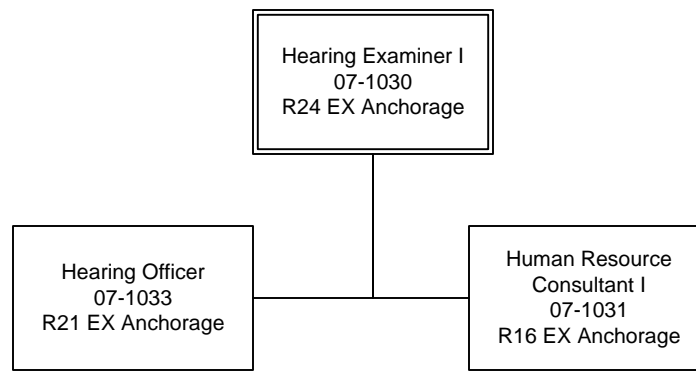 Hearing Examiner I
07-1030
R24 EX Anchorage
Hearing Officer
07-1033
R21 EX Anchorage
Human Resource
Consultant I
07-1031
R16 EX Anchorage